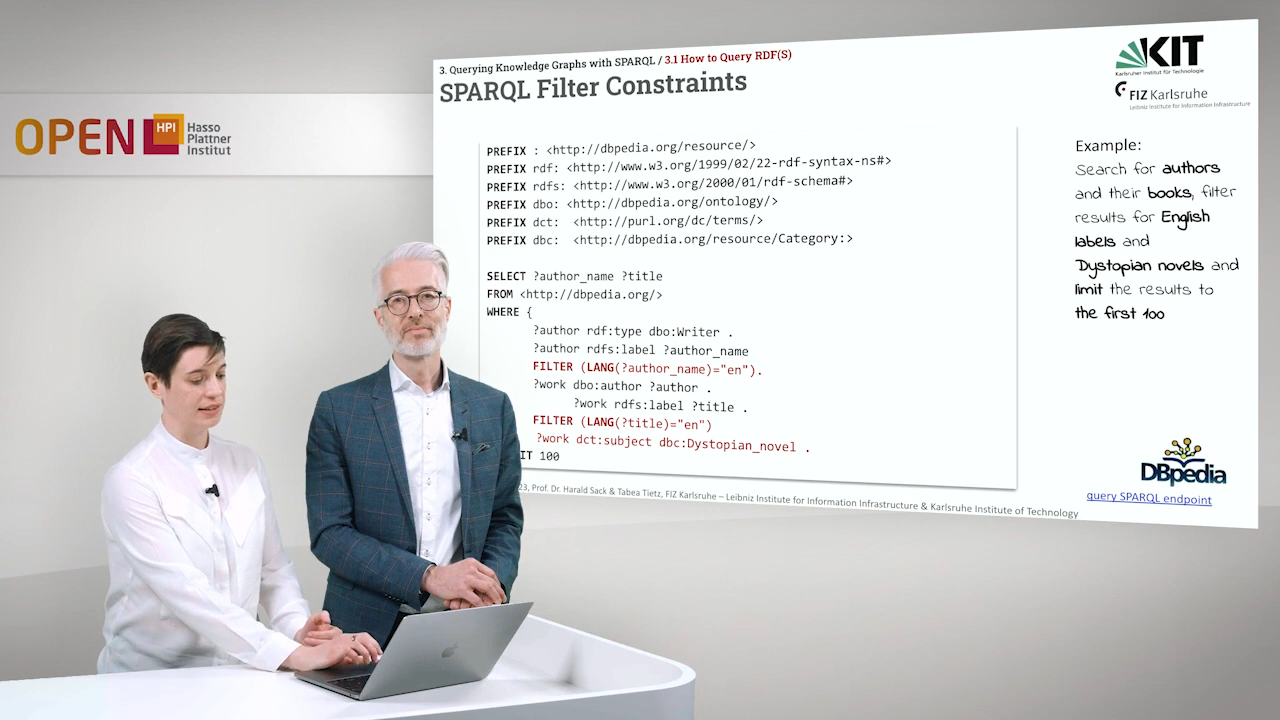 OPEN HPI Hasso
Plattner
Institut
3. Querying Knowledge Graphs with SPARQL / 3.1 How to Query RDF(S)
SPARQL Filter Constraints
KIT
Karlsruher Institut für Technologie
FIZ Karlsruhe
Leibniz Institute for Information Infrastructure
PREFIX : <http://dbpedia.org/resource/>
PREFIX rdf: <http://www.w3.org/1999/02/22-rdf-syntax-ns#>
PREFIX rdfs: <http://www.w3.org/2000/01/rdf-schema#>
PREFIX dbo: <http://dbpedia.org/ontology/>
PREFIX dct: <http://purl.org/dc/terms/>
PREFIX dbc: <http://dbpedia.org/resource/Category:>
SELECT ?author_name ?title
FROM <http://dbpedia.org/>
WHERE {
?author rdf:type dbo:Writer .
?author rdfs:label ?author_name
FILTER (LANG(?author_name)="en").
?work dbo:author ?author .
?work rdfs:label ?title .
FILTER (LANG(?title)="en")
?work dct:subject dbc:Dystopian_novel .
IT 100
Example:
Search for authors
and their books, filter
results for English
labels and
Dystopian novels and
limit the results to
the first 100
DBpedia
query SPARQL endpoint
23, Prof. Dr. Harald Sack & Tabea Tietz, FIZ Karlsruhe – Leibniz Institute for Information Infrastructure & Karlsruhe Institute of Technology